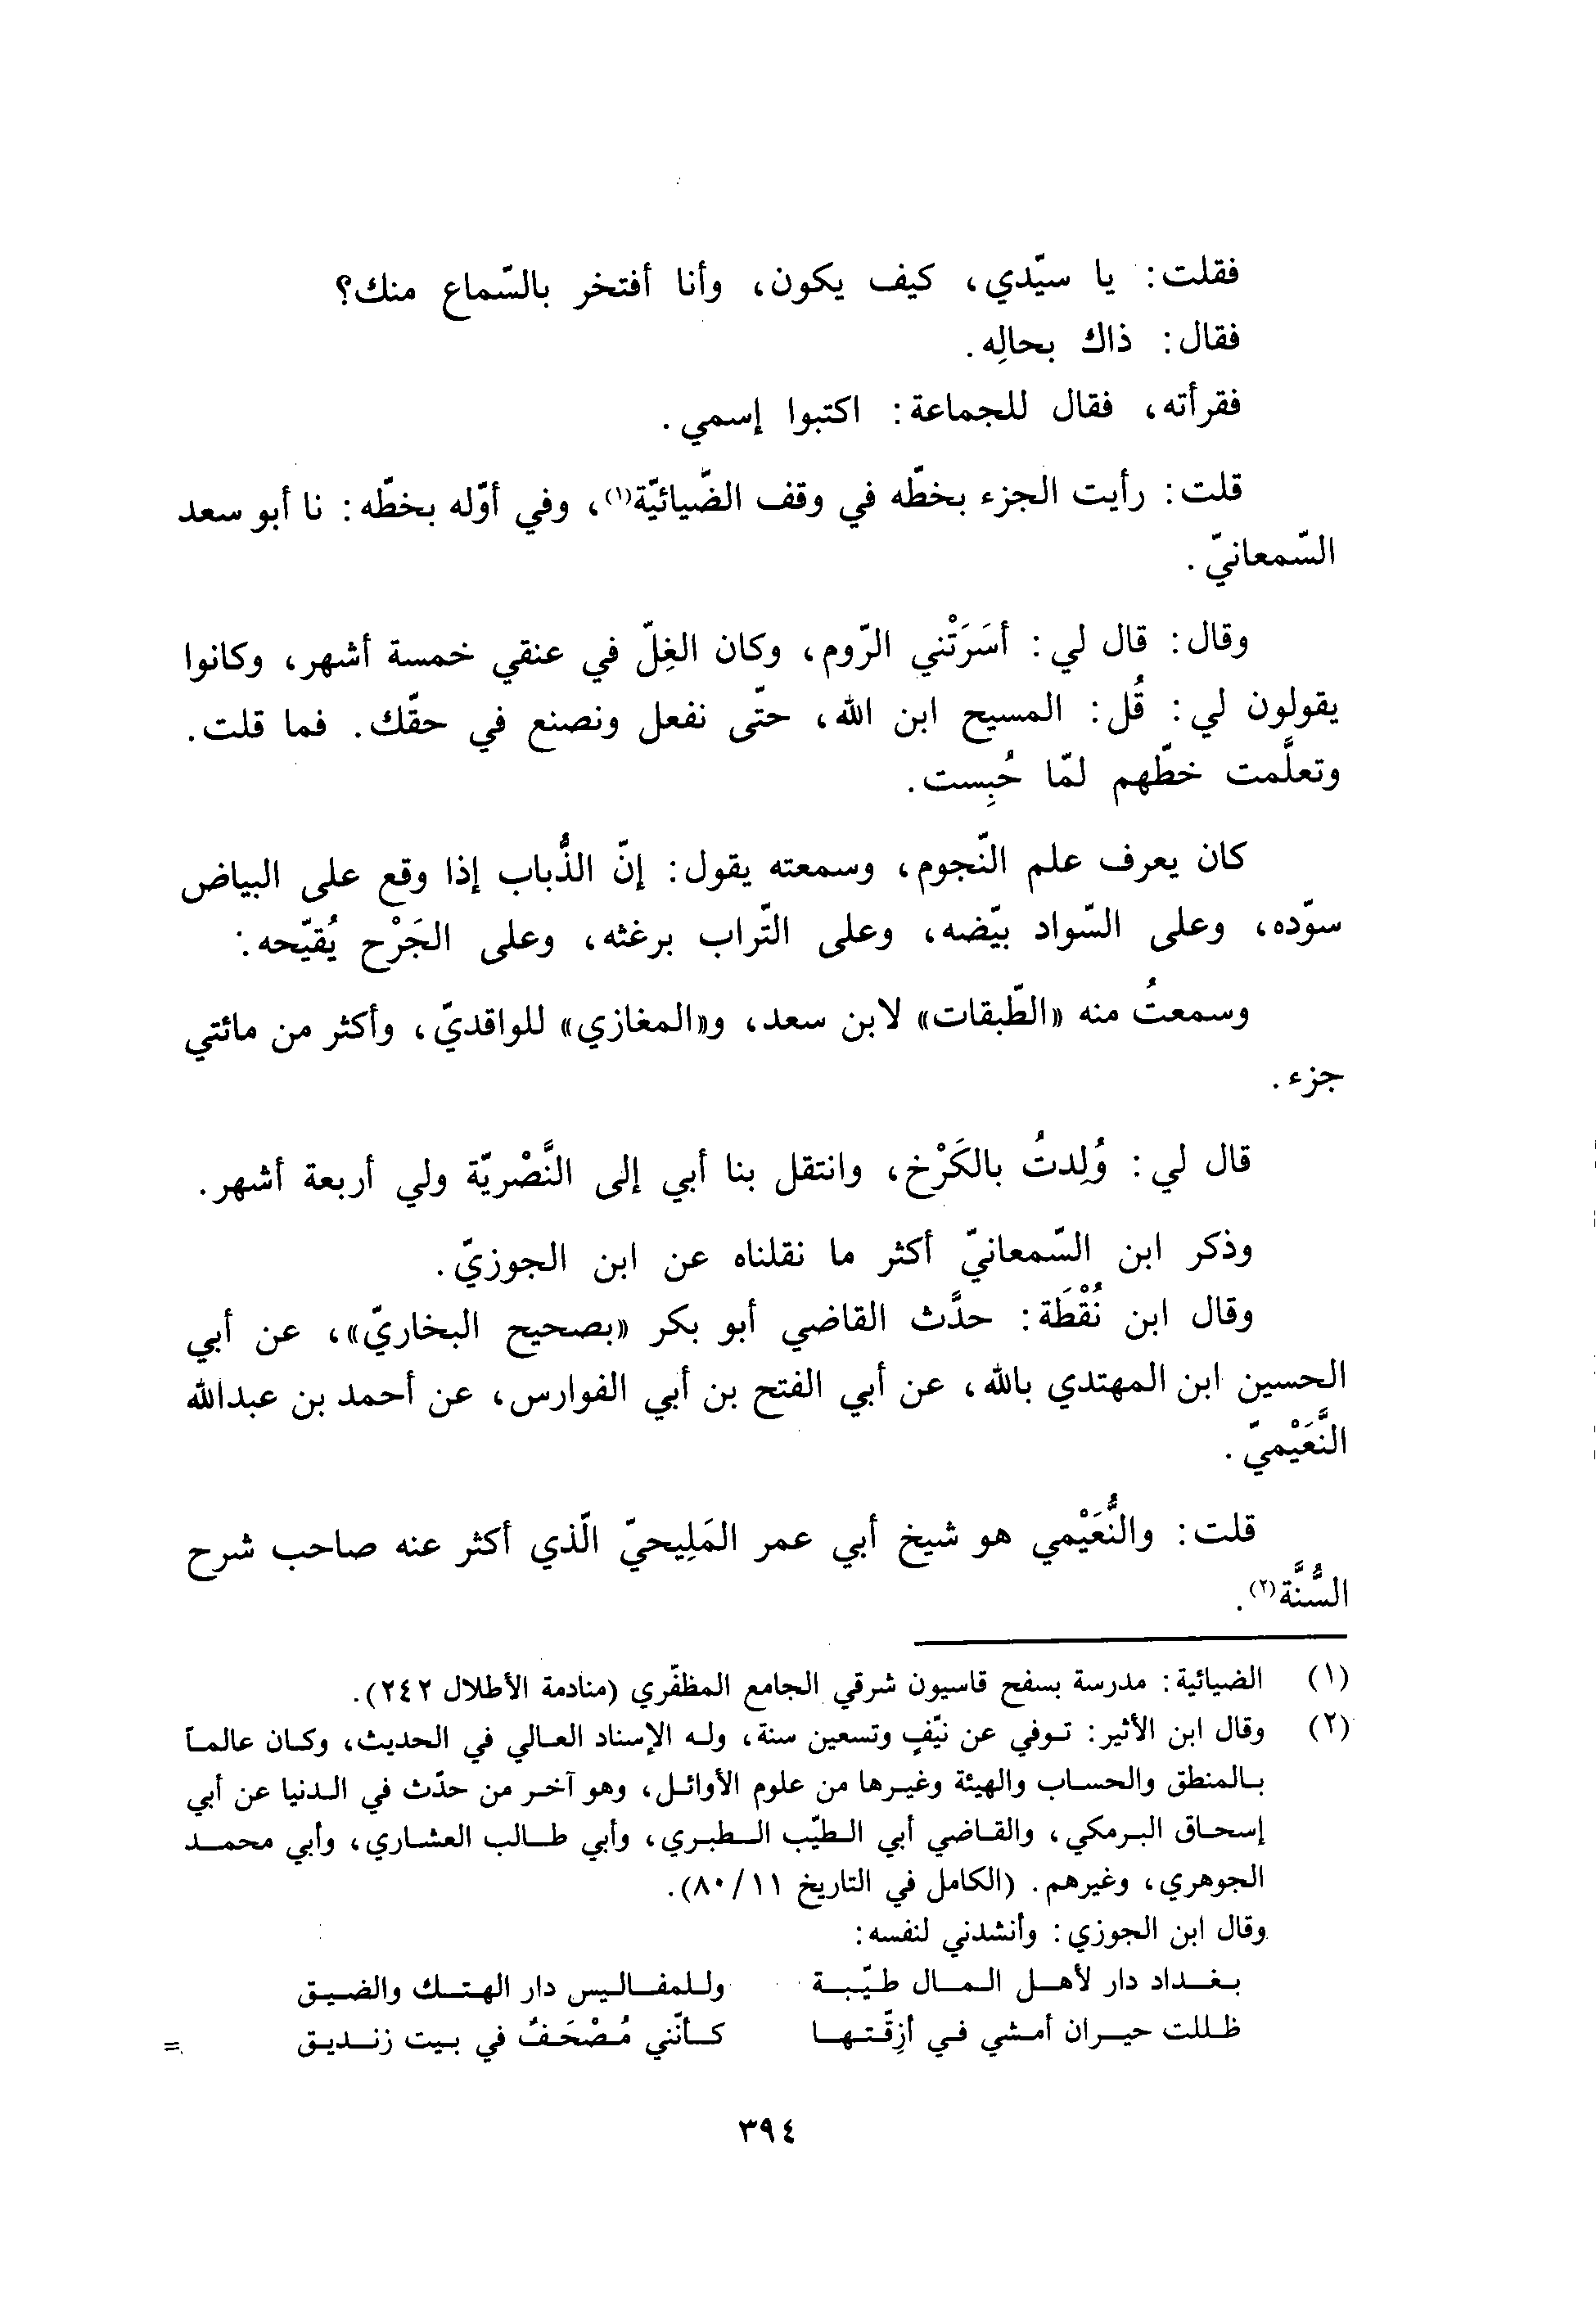 فقلت: يا سيّدي، كيف يكون، وأنا أفتخر بالسّماع منك؟
فقال: ذاك بحالِه.
فقرأته، فقال للجماعة: اكتبوا إسمي.
قلت: رأيت الجزء بخطّه في وقف الضّيائيّة(١)، وفي أوّله بخطّه: نا أبو سعد
السّمعانيّ.
وقال: قال لي: أسَرَتْني الرّوم، وكان الغِلّ في عنقي خمسة أشهر، وكانوا
يقولون لي: قُل: المسيح ابن الله، حتّى نفعل ونصنع في حقّك. فما قلت.
وتعلَّمت خطّهم لمّا حُبِست.
كان يعرف علم النّجوم، وسمعته يقول: إنّ الذُّباب إذا وقع على البياض
سوّده، وعلى السّواد بيّضه، وعلى التّراب برغثه، وعلى الجَرْح يُقيّحه.
وسمعتُ منه «الطّبقات» لابن سعد، و«المغازي» للواقديّ، وأكثر من مائتي
جزء.
قال لي: وُلِدتُ بالكَرْخ، وانتقل بنا أبي إلى النَّصْريّة ولي أربعة أشهر.
وذكر ابن السّمعانيّ أكثر ما نقلناه عن ابن الجوزيّ.
وقال ابن نُقْطَة: حدَّث القاضي أبو بكر «بصحيح البخاريّ»، عن أبي
الحسين ابن المهتدي بالله، عن أبي الفتح بن أبي الفوارس، عن أحمد بن عبدالله
النَّعَيْميّ.
قلت: والنُّعَيْمي هو شيخ أبي عمر المَلِيحيّ الّذي أكثر عنه صاحب شرح
السُّنَّة(٢).
(١) الضيائية: مدرسة بسفح قاسيون شرقي الجامع المظفّري (منادمة الأطلال ٢٤٢).
(٢) وقال ابن الأثير: توفي عن نيّفٍ وتسعين سنة، وله الإسناد العالي في الحديث، وكان عالماً
بالمنطق والحساب والهيئة وغيرها من علوم الأوائل، وهو آخر من حدّث في الدنيا عن أبي
إسحاق البرمكي، والقاضي أبي الطيّب الطبري، وأبي طالب العشاري، وأبي محمد
الجوهري، وغيرهم. (الكامل في التاريخ ١١/ ٨٠).
وقال ابن الجوزي: وأنشدني لنفسه:
بغداد دار لأهل المال طيّبة وللمفاليس دار الهتك والضيق
ظللت حيران أمشي في أزِقّتها كأنّني مُصْحَفٌ في بيت زنديق =
٣٩٤